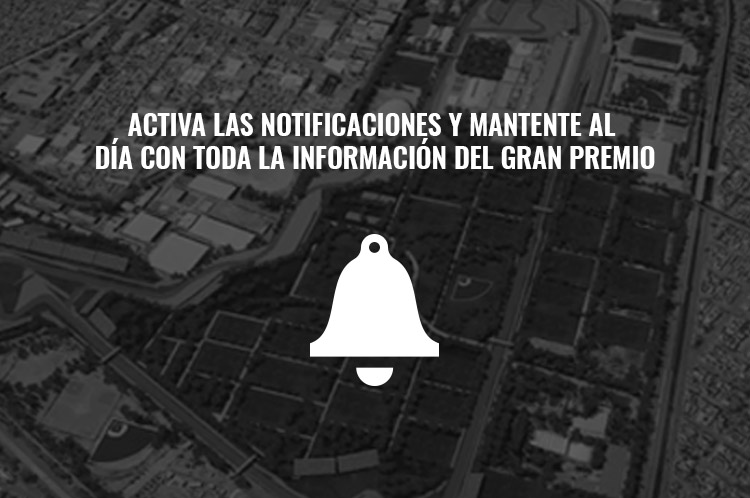 ACTIVA LAS NOTIFICACIONES Y MANTENTE AL
DÍA CON TODA LA INFORMACIÓN DEL GRAN PREMIO